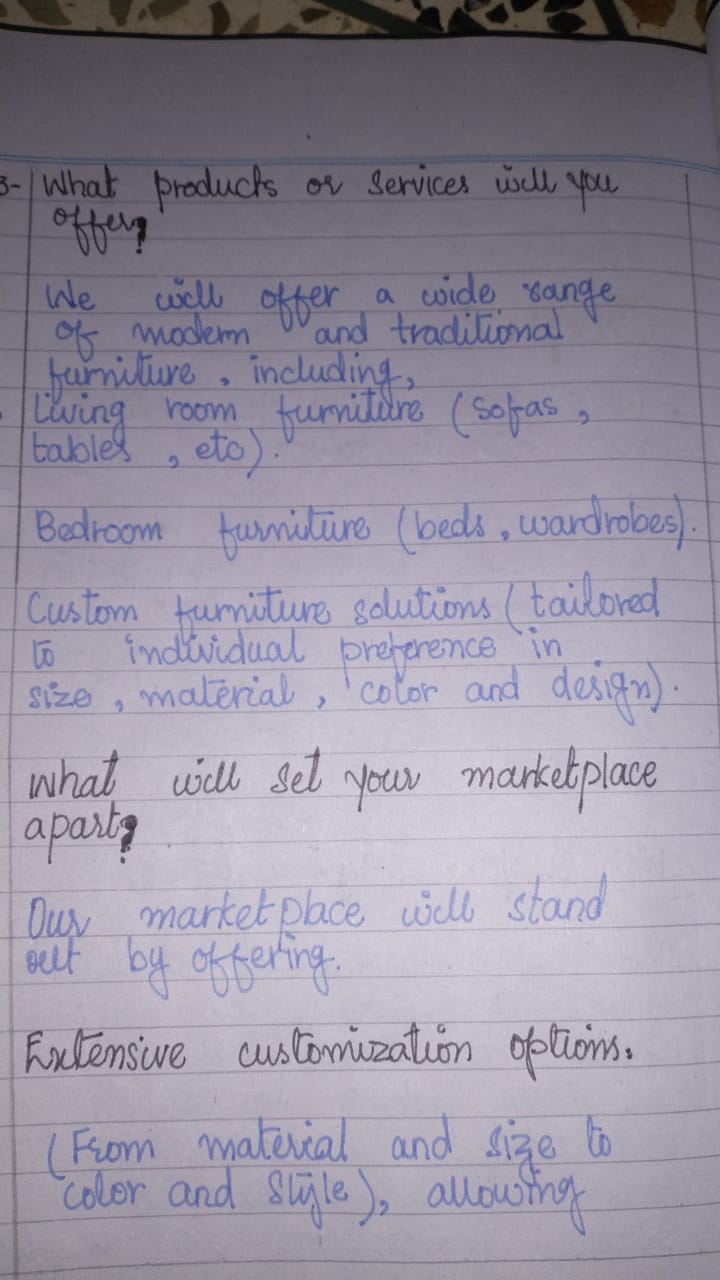 3- What products or services will you
offer?
We will offer a wide range
of modern and traditional
furniture, including,
Living room furniture (sofas,
tables, etc).
Bedroom furniture (beds, wardrobes).
Custom furniture solutions (tailored
to individual preference in
size, material, color and design).
What will set your marketplace
apart?
Our marketplace will stand
out by offering.
Extensive customization options.
(From material and size to
color and style), allowing